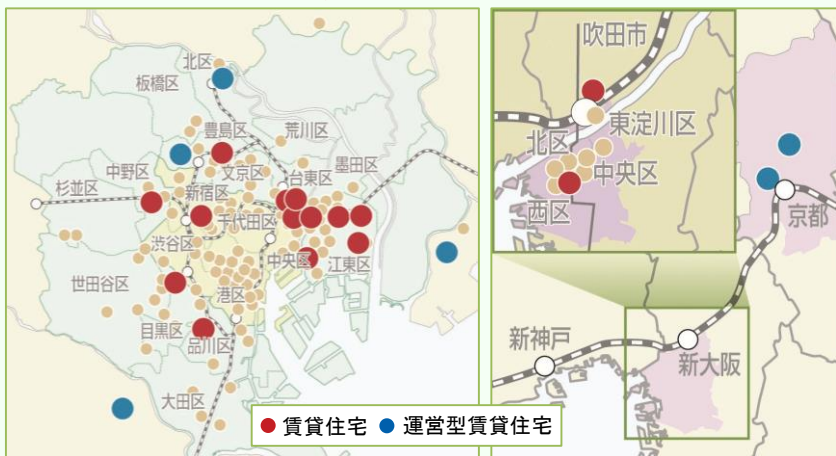 北区
板橋区
豊島区
荒川区
中野区
文京区
台東区
墨田区
杉並区
新宿区
千代田区
渋谷区
中央区
江東区
世田谷区
港区
目黒区
品川区
大田区
賃貸住宅
運営型賃貸住宅
吹田市
東淀川区
北区
中央区
西区
京都
新神戸
新大阪